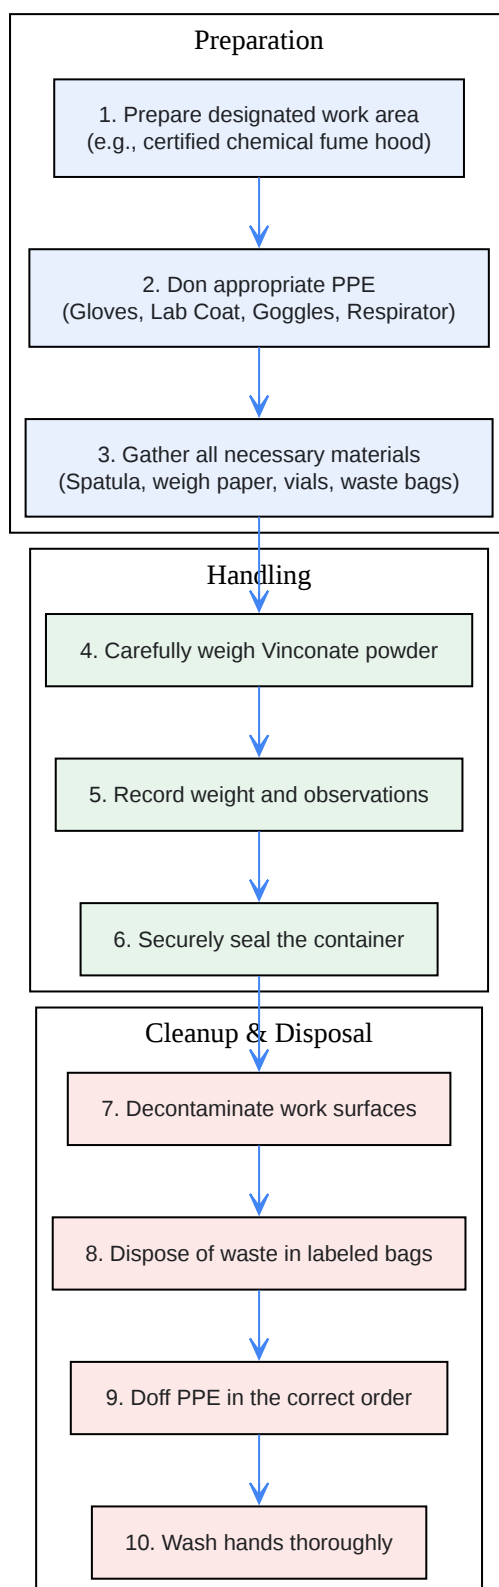 Preparation
1. Prepare designated work area
(e.g., certified chemical fume hood)
2. Don appropriate PPE
(Gloves, Lab Coat, Goggles, Respirator)
3. Gather all necessary materials
(Spatula, weigh paper, vials, waste bags)
Handling
4. Carefully weigh Vinconate powder
5. Record weight and observations
6. Securely seal the container
Cleanup & Disposal
7. Decontaminate work surfaces
8. Dispose of waste in labeled bags
9. Doff PPE in the correct order
10. Wash hands thoroughly